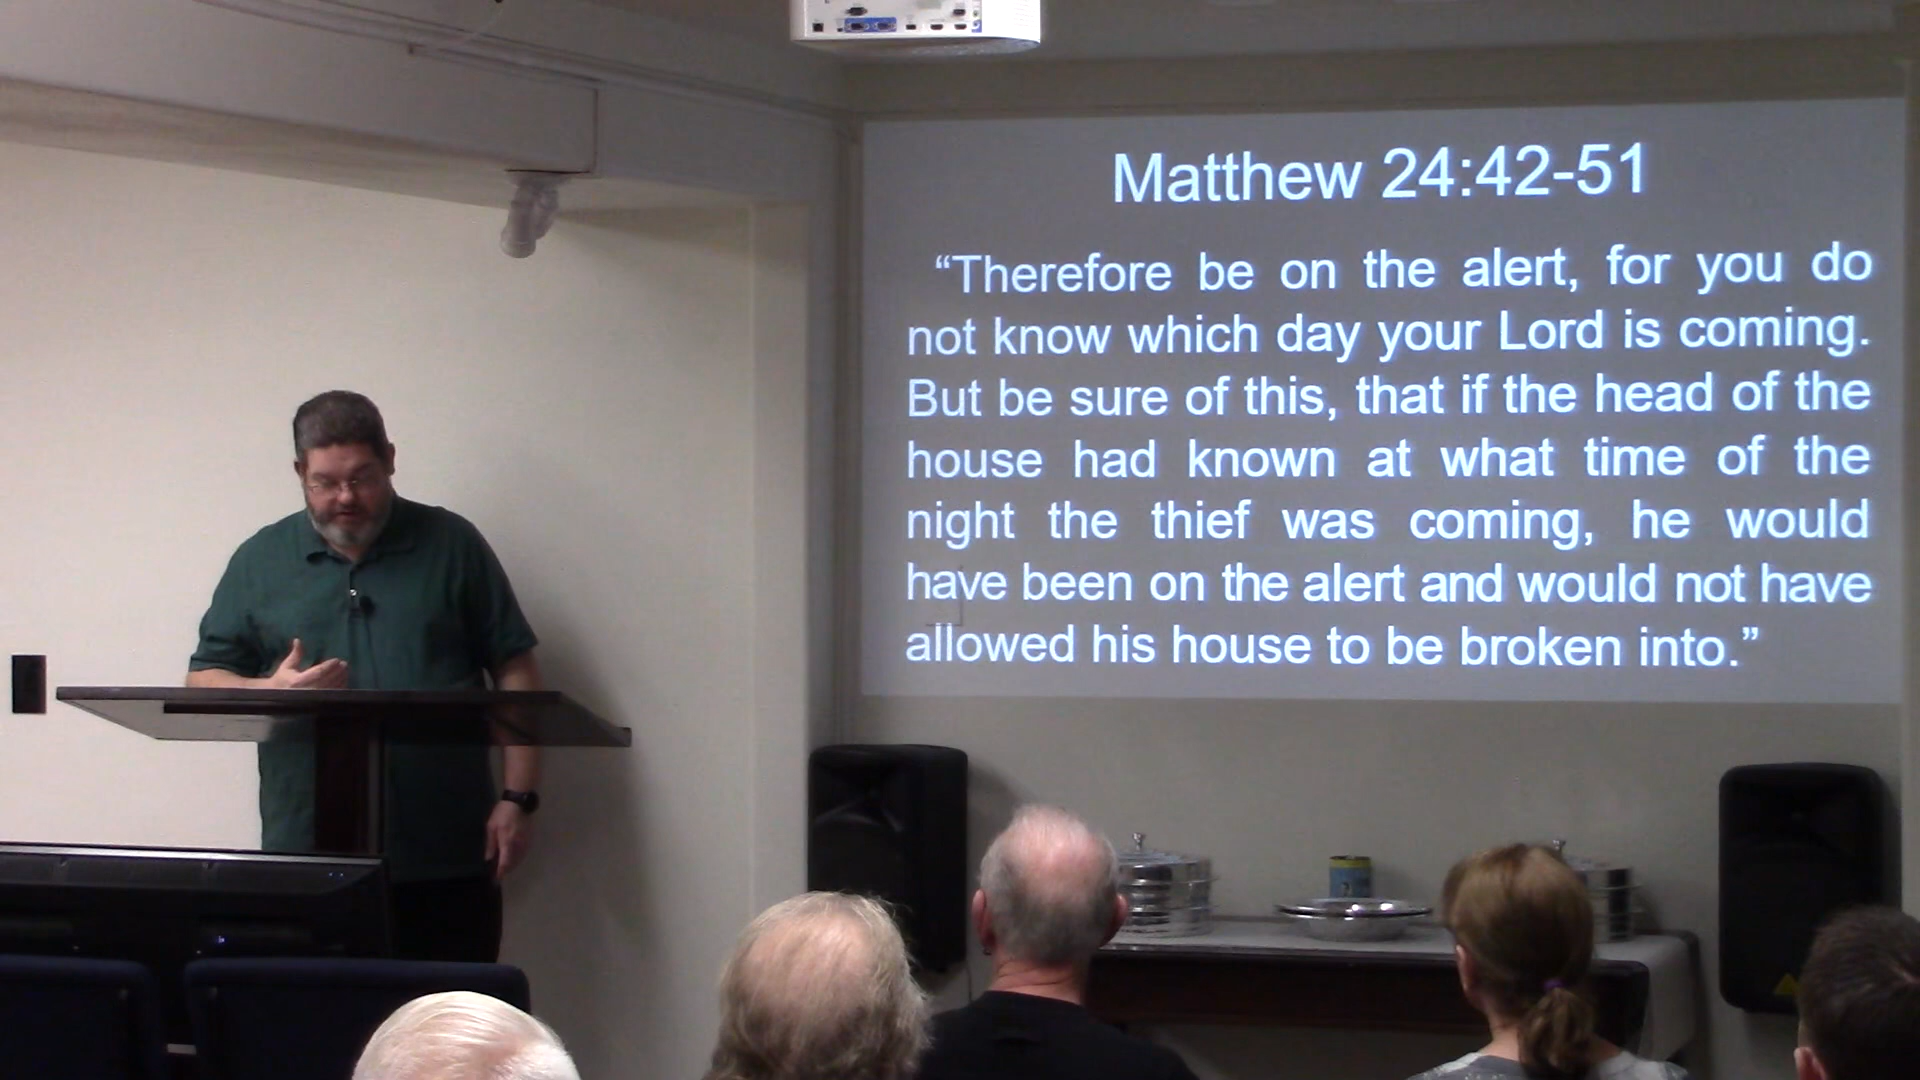 Matthew 24:42-51
“Therefore be on the alert, for you do
not know which day your Lord is coming.
But be sure of this, that if the head of the
house had known at what time of the
night the thief was coming, he would
have been on the alert and would not have
allowed his house to be broken into.”